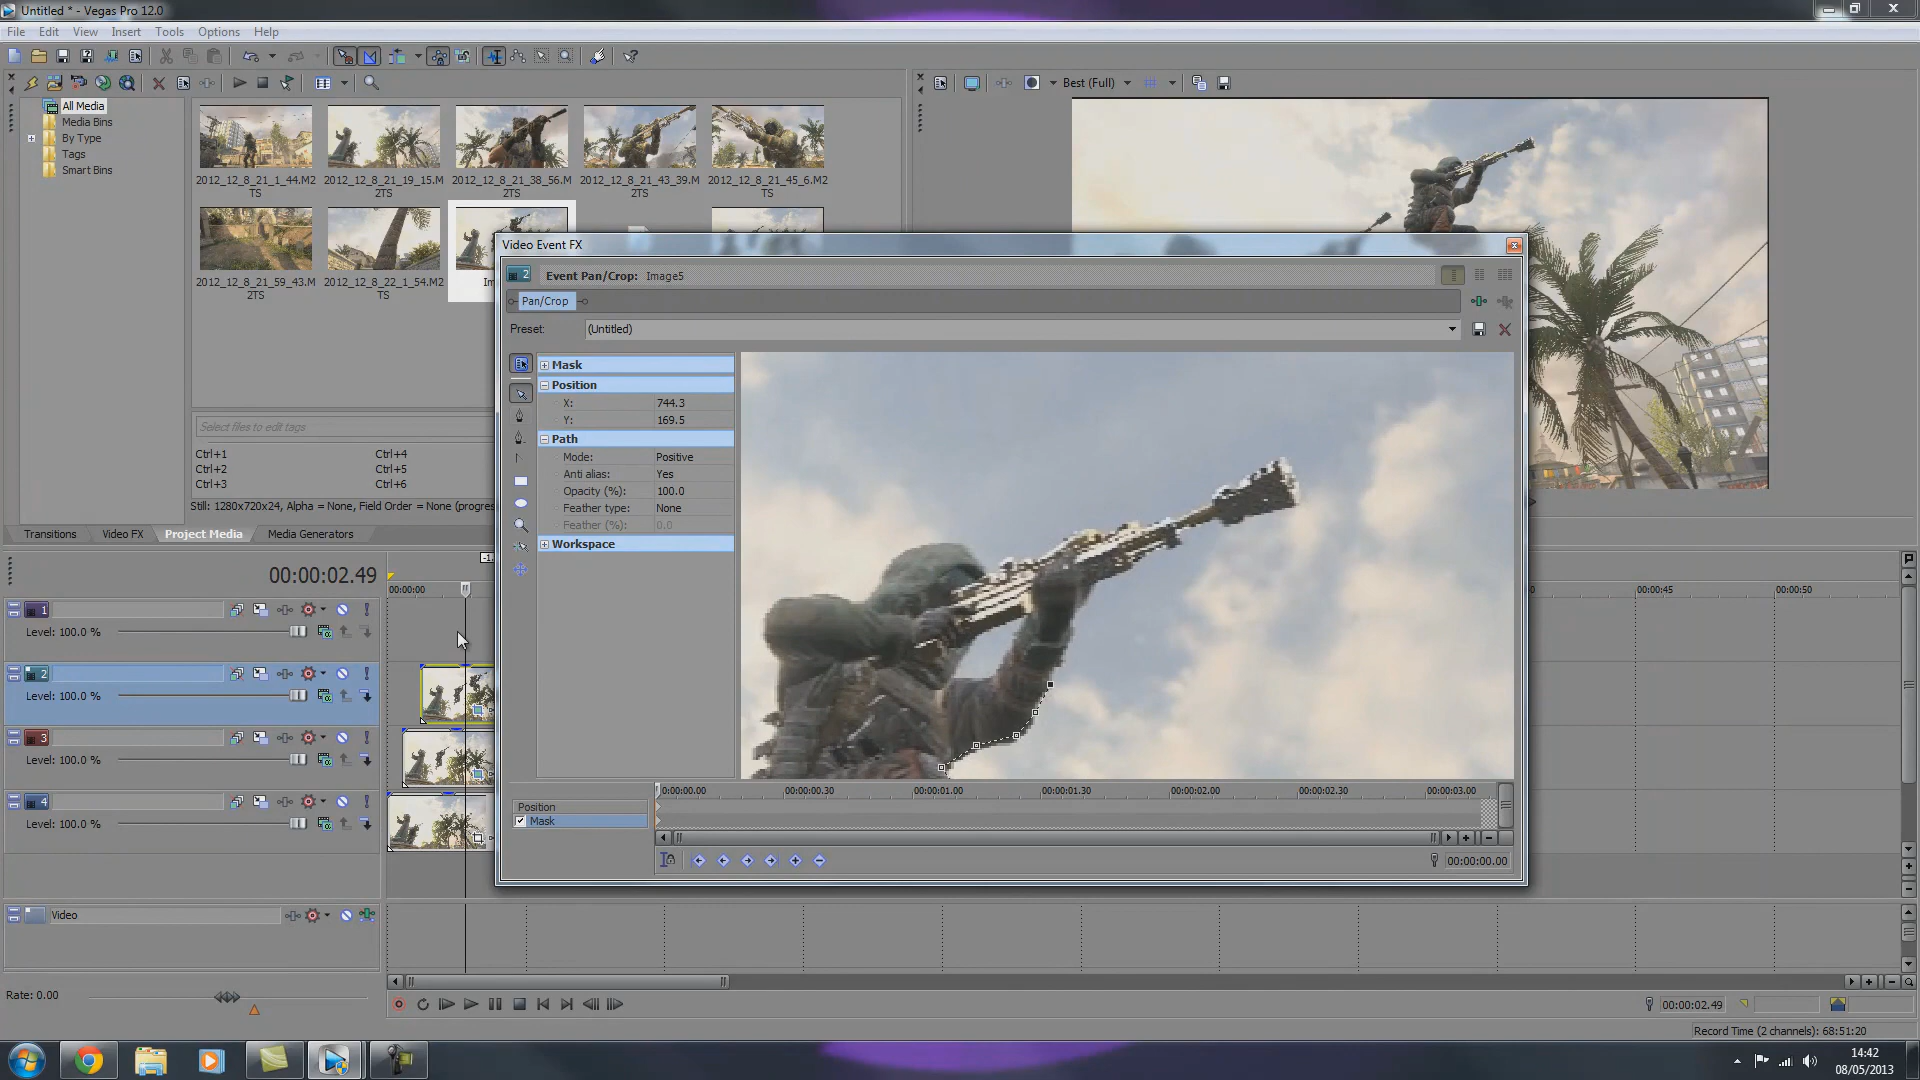 Untitled * - Vegas Pro 12.0
File Edit View Insert Tools Options Help
Best (Full)
All Media
Media Bins
By Type
Tags
Smart Bins
2012_12_8_21_1_44.M2TS
2012_12_8_21_19_15.M2TS
2012_12_8_21_38_56.M2TS
2012_12_8_21_43_39.M2TS
2012_12_8_21_45_6.M2TS
2012_12_8_21_59_43.M2TS
2012_12_8_22_1_54.M2TS
Im
Video Event FX
2 Event Pan/Crop: Image5
Pan/Crop
Preset: (Untitled)
Mask
Position
X: 744.3
Y: 169.5
Path
Mode: Positive
Anti alias: Yes
Opacity (%): 100.0
Feather type: None
Feather (%): 0.0
Workspace
Select files to edit tags
Ctrl+1 Ctrl+4
Ctrl+2 Ctrl+5
Ctrl+3 Ctrl+6
Still: 1280x720x24, Alpha = None, Field Order = None (progres
Transitions Video FX Project Media Media Generators
00:00:02.49
00:00:00
00:00:45 00:00:50
1
Level: 100.0 %
2
Level: 100.0 %
3
Level: 100.0 %
4
Level: 100.0 %
0:00:00.00 00:00:00.30 00:00:01.00 00:00:01.30 00:00:02.00 00:00:02.30 00:00:03.00
Position
Mask
00:00:00.00
Video
Rate: 0.00
00:00:02.49
Record Time (2 channels): 68:51:20
14:42
08/05/2013